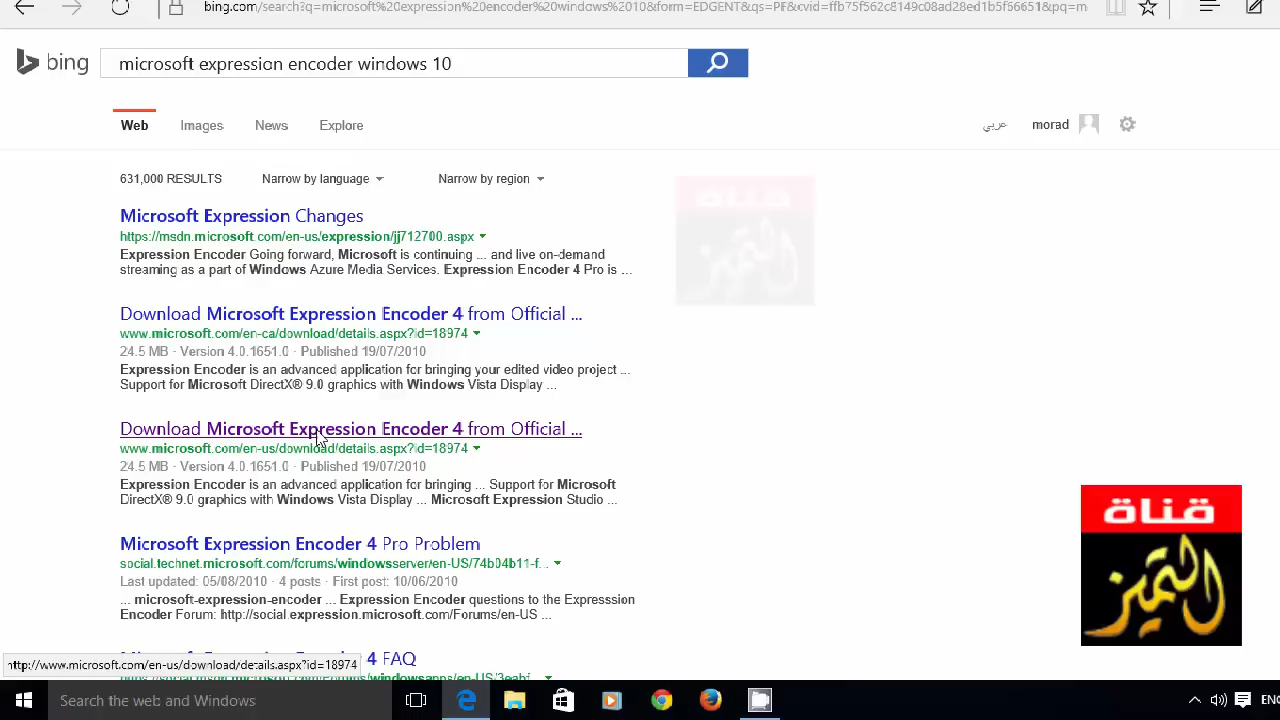 bing.com/search?q=microsoft%20expression%20encoder%20windows%2010&form=EDGENT&qs=PF&cvid=ffb75f562c8149c08ad28ed1b5f66651&pq=m
bing
microsoft expression encoder windows 10
Web Images News Explore
عربي morad
631,000 RESULTS Narrow by language Narrow by region
Microsoft Expression Changes
https://msdn.microsoft.com/en-us/expression/jj712700.aspx
Expression Encoder Going forward, Microsoft is continuing ... and live on-demand
streaming as a part of Windows Azure Media Services. Expression Encoder 4 Pro is ...
Download Microsoft Expression Encoder 4 from Official ...
www.microsoft.com/en-ca/download/details.aspx?id=18974
24.5 MB · Version 4.0.1651.0 · Published 19/07/2010
Expression Encoder is an advanced application for bringing your edited video project ...
Support for Microsoft DirectX® 9.0 graphics with Windows Vista Display ...
Download Microsoft Expression Encoder 4 from Official ...
www.microsoft.com/en-us/download/details.aspx?id=18974
24.5 MB · Version 4.0.1651.0 · Published 19/07/2010
Expression Encoder is an advanced application for bringing ... Support for Microsoft
DirectX® 9.0 graphics with Windows Vista Display ... Microsoft Expression Studio ...
Microsoft Expression Encoder 4 Pro Problem
social.technet.microsoft.com/forums/windowsserver/en-US/74b04b11-f...
Last updated: 05/08/2010 · 4 posts · First post: 10/06/2010
... microsoft-expression-encoder ... Expression Encoder questions to the Expresssion
Encoder Forum: http://social.expression.microsoft.com/Forums/en-US ...
4 FAQ
http://www.microsoft.com/en-us/download/details.aspx?id=18974
Search the web and Windows
ENG
قناة
التميز
قناة
التميز